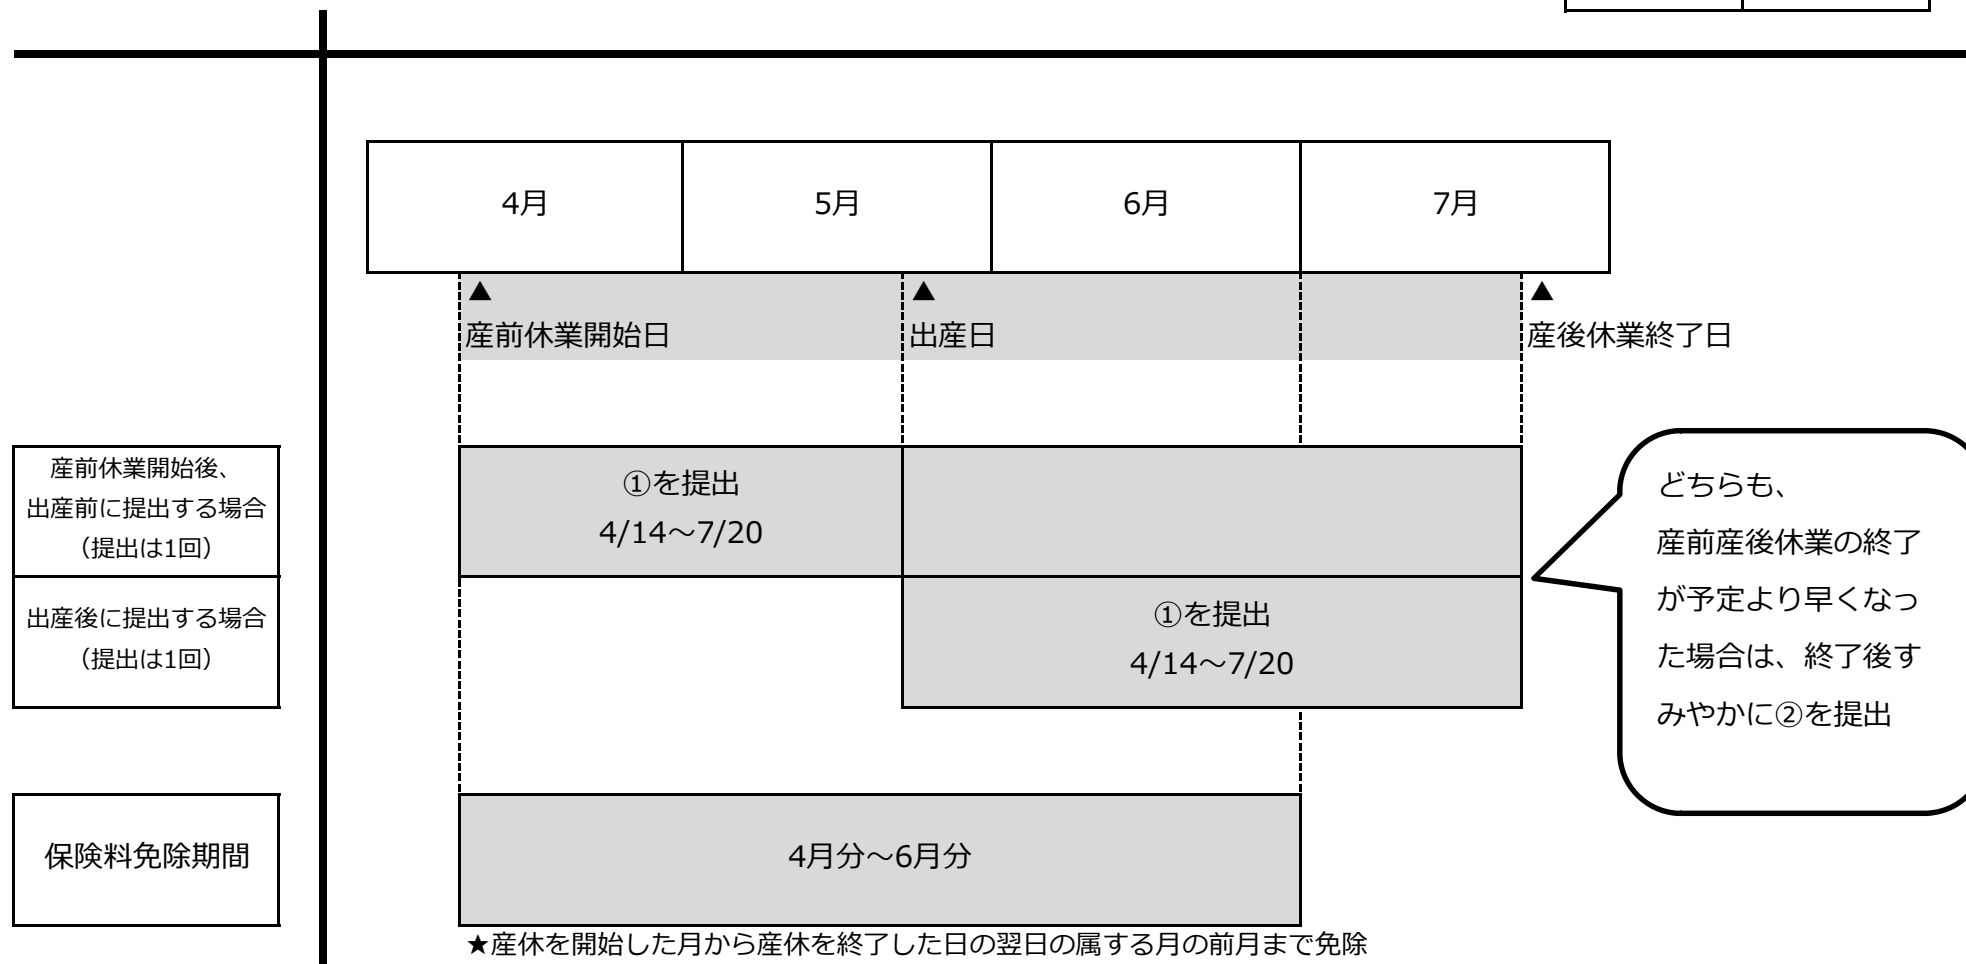 4月
5月
6月
7月
▲
▲
▲
産前休業開始日
出産日
産後休業終了日
産前休業開始後、
出産前に提出する場合
（提出は1回）
①を提出
4/14～7/20
出産後に提出する場合
（提出は1回）
①を提出
4/14～7/20
どちらも、
産前産後休業の終了
が予定より早くなっ
た場合は、終了後す
みやかに②を提出
保険料免除期間
4月分～6月分
★産休を開始した月から産休を終了した日の翌日の属する月の前月まで免除